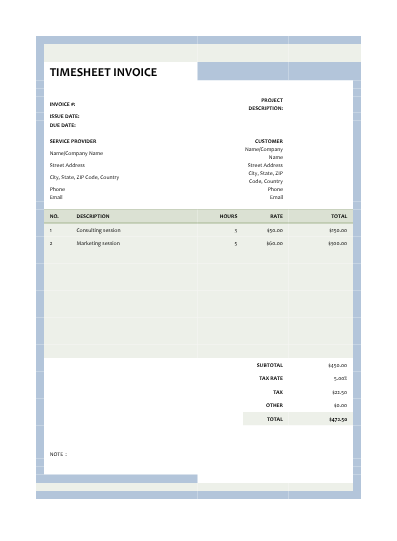 TIMESHEET INVOICE
PROJECT
DESCRIPTION:
INVOICE #:
ISSUE DATE:
DUE DATE:
SERVICE PROVIDER CUSTOMER
Name/Company Name Name/Company
Name
Street Address Street Address
City, State, ZIP Code, Country City, State, ZIP
Code, Country
Phone Phone
Email Email
NO. DESCRIPTION HOURS RATE TOTAL
1 Consulting session 3 $50.00 $150.00
2 Marketing session 5 $60.00 $300.00
SUBTOTAL $450.00
TAX RATE 5.00%
TAX $22.50
OTHER $0.00
TOTAL $472.50
NOTE :